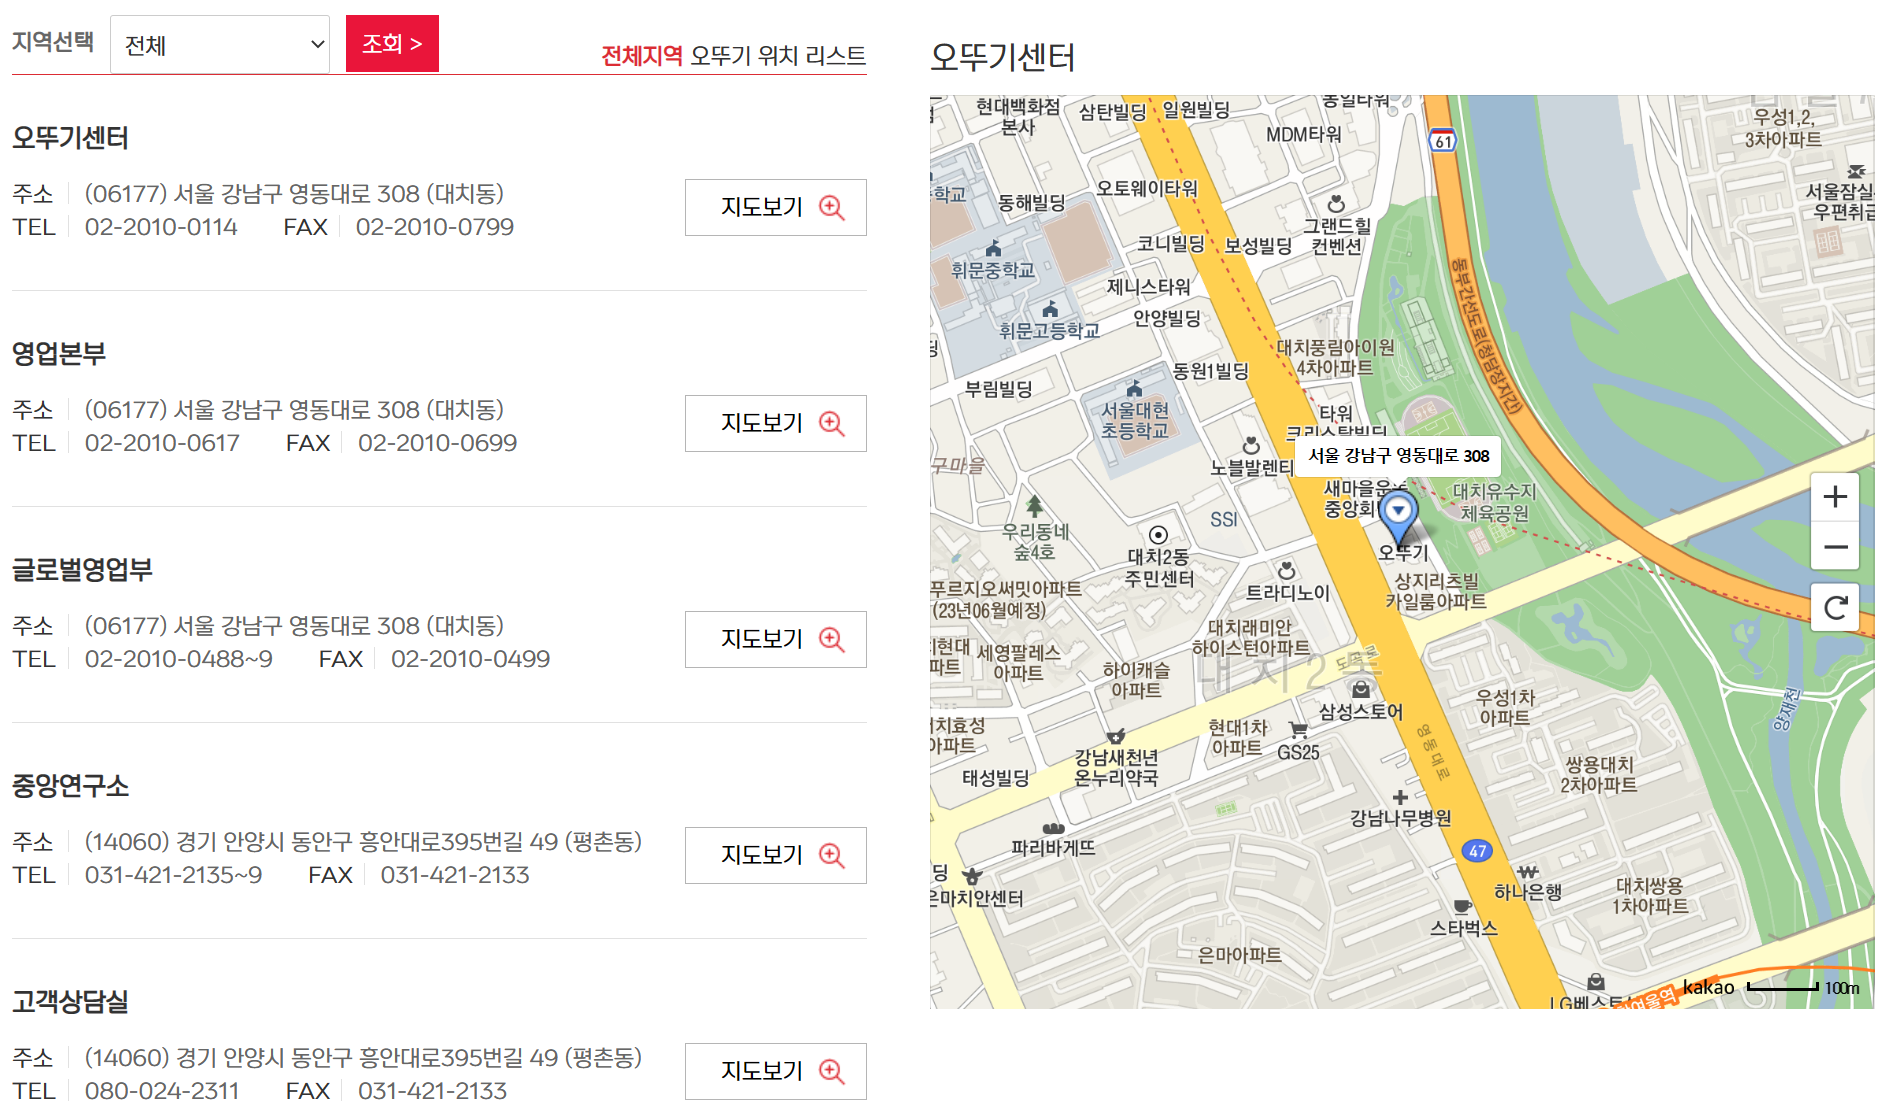 지역선택
전체
조회 >
전체지역 오뚜기 위치 리스트
오뚜기센터
주소 (06177) 서울 강남구 영동대로 308 (대치동)
TEL 02-2010-0114 FAX 02-2010-0799
지도보기
영업본부
주소 (06177) 서울 강남구 영동대로 308 (대치동)
TEL 02-2010-0617 FAX 02-2010-0699
지도보기
글로벌영업부
주소 (06177) 서울 강남구 영동대로 308 (대치동)
TEL 02-2010-0488~9 FAX 02-2010-0499
지도보기
중앙연구소
주소 (14060) 경기 안양시 동안구 흥안대로395번길 49 (평촌동)
TEL 031-421-2135~9 FAX 031-421-2133
지도보기
고객상담실
주소 (14060) 경기 안양시 동안구 흥안대로395번길 49 (평촌동)
TEL 080-024-2311 FAX 031-421-2133
지도보기
오뚜기센터
현대백화점
본사
삼탄빌딩
일원빌딩
동일타워
MDM타워
61
우성1,2,
3차아파트
학교
동해빌딩
오토웨이타워
그랜드힐
컨벤션
서울잠실
우편취급
코니빌딩
보성빌딩
휘문중학교
제니스타워
휘문고등학교
안양빌딩
동부간선도로(청담장지간)
대치풍림아이원
4차아파트
동원1빌딩
부림빌딩
서울대현
초등학교
타워
크리스탈빌딩
서울 강남구 영동대로 308
노블발렌티
구마을
새마을운동
중앙회
대치유수지
체육공원
SSI
우리동네
숲4호
대치2동
주민센터
오뚜기
트라디노이
상지리츠빌
카일룸아파트
푸르지오써밋아파트
(23년06월예정)
대치래미안
하이스턴아파트
현대
파트
세영팔레스
아파트
하이캐슬
아파트
대치2동
삼성스토어
우성1차
아파트
양재천
치효성
아파트
현대1차
아파트
GS25
영동대로
강남새천년
온누리약국
태성빌딩
쌍용대치
2차아파트
강남나무병원
파리바게뜨
47
딩
은마치안센터
하나은행
대치쌍용
1차아파트
스타벅스
은마아파트
LG베스트
여울역
kakao
100m